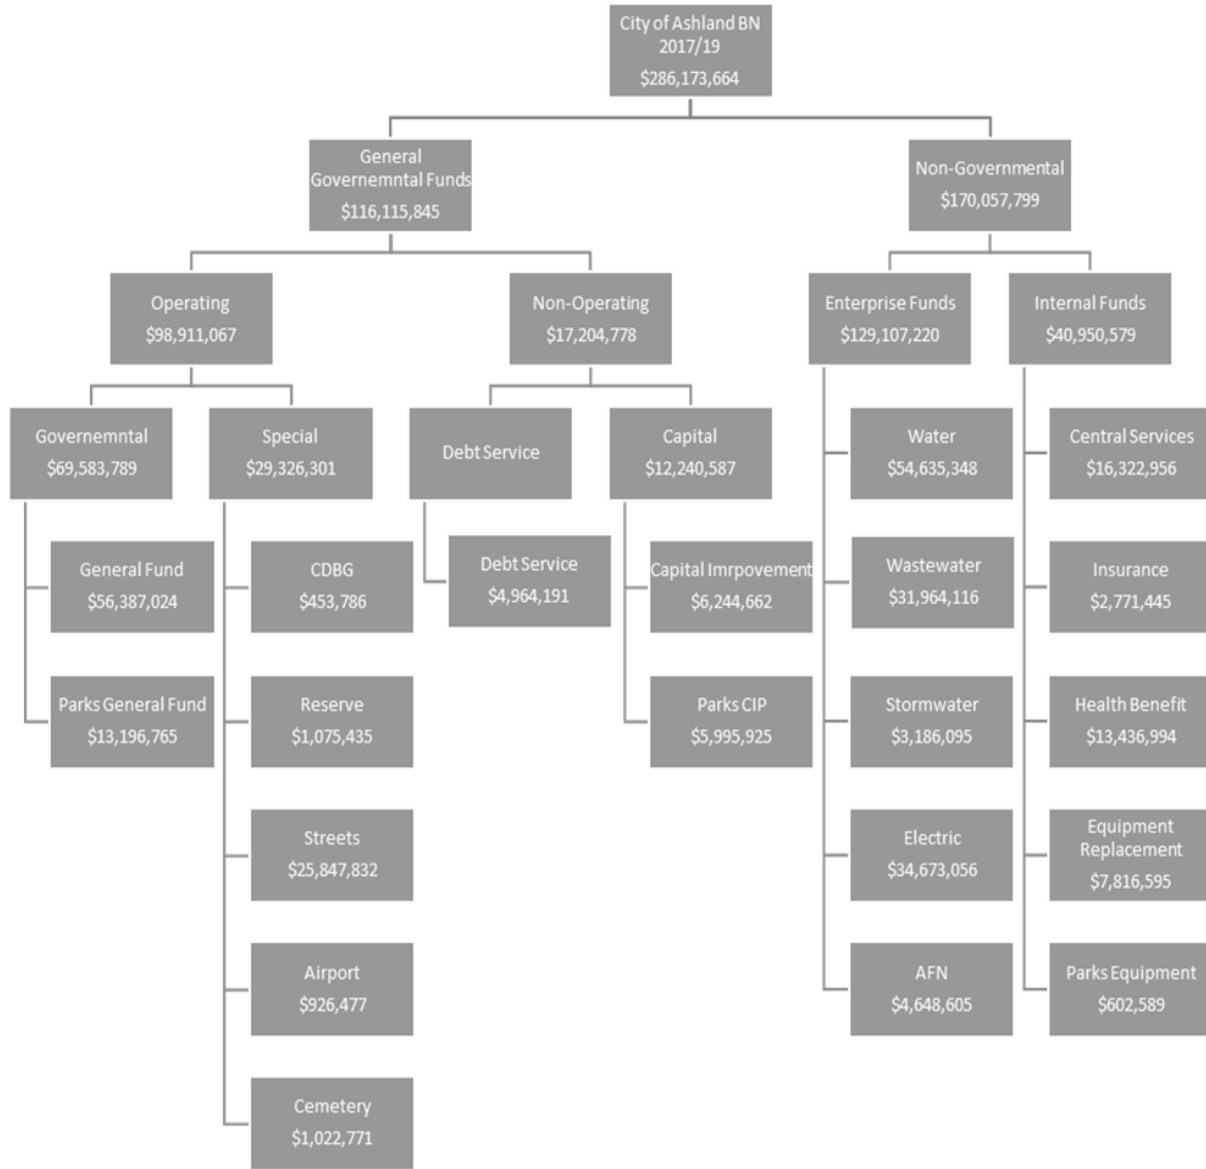 City of Ashland BN
2017/19
$286,173,664
General
Governemntal Funds
$116,115,845
Non-Governmental
$170,057,799
Operating
$98,911,067
Non-Operating
$17,204,778
Enterprise Funds
$129,107,220
Internal Funds
$40,950,579
Governemntal
$69,583,789
Special
$29,326,301
Debt Service
Capital
$12,240,587
Water
$54,635,348
Central Services
$16,322,956
General Fund
$56,387,024
CDBG
$453,786
Debt Service
$4,964,191
Capital Imrpovement
$6,244,662
Wastewater
$31,964,116
Insurance
$2,771,445
Parks General Fund
$13,196,765
Reserve
$1,075,435
Parks CIP
$5,995,925
Stormwater
$3,186,095
Health Benefit
$13,436,994
Streets
$25,847,832
Electric
$34,673,056
Equipment
Replacement
$7,816,595
Airport
$926,477
AFN
$4,648,605
Parks Equipment
$602,589
Cemetery
$1,022,771